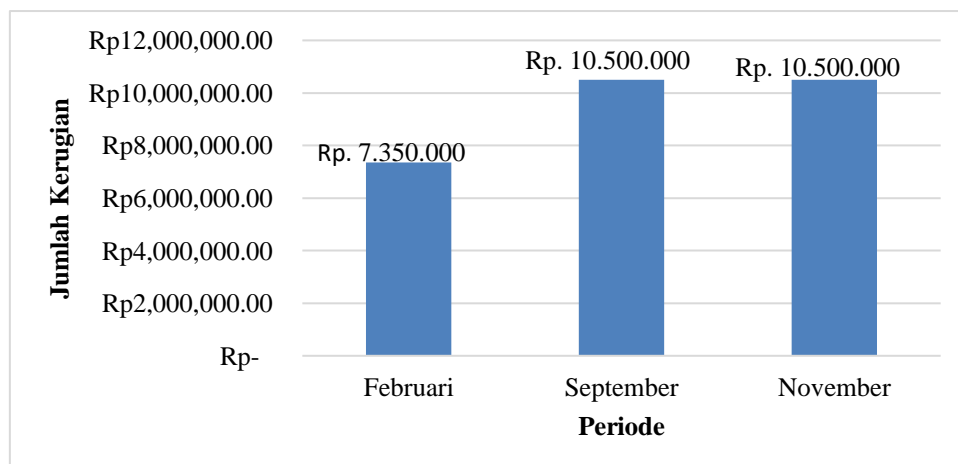 Rp12,000,000.00
Rp10,000,000.00
Rp8,000,000.00
Rp6,000,000.00
Rp4,000,000.00
Rp2,000,000.00
Rp-
Jumlah Kerugian
Rp. 7.350.000
Rp. 10.500.000
Rp. 10.500.000
Februari
September
November
Periode